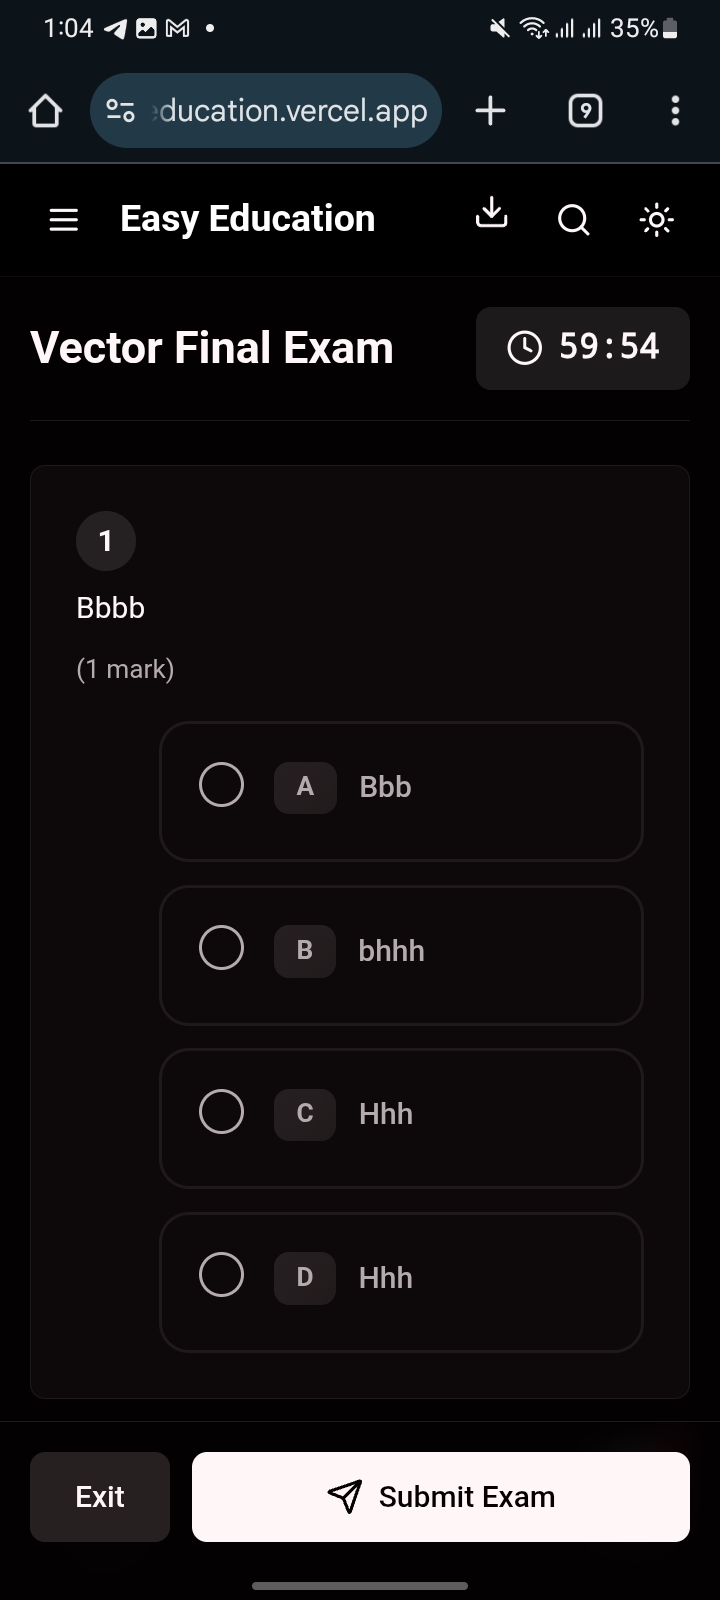 1:04 35%
ducation.vercel.app 9
Easy Education
Vector Final Exam 59:54
1
Bbbb
(1 mark)
A Bbb
B bhhh
C Hhh
D Hhh
Exit Submit Exam